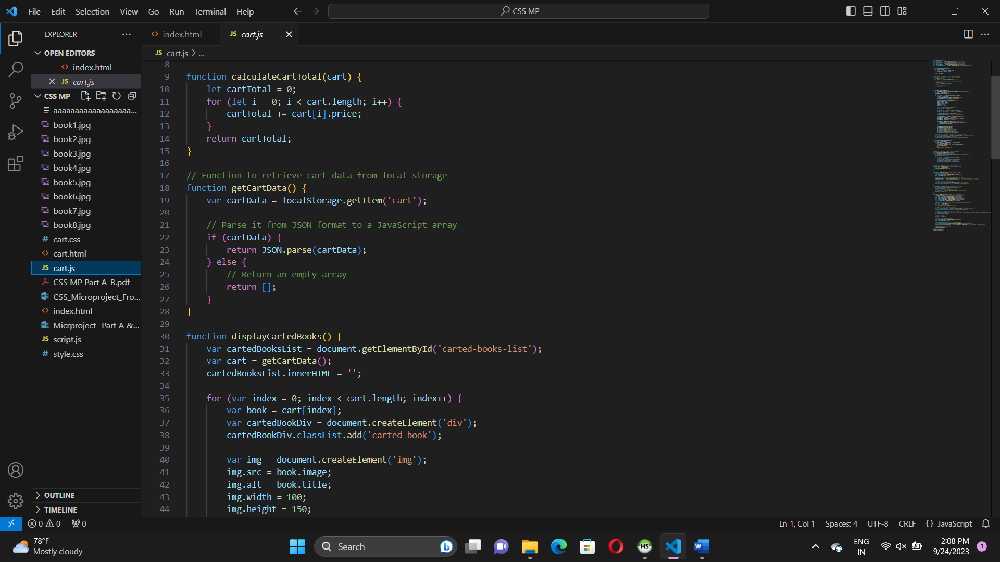 File Edit Selection View Go Run Terminal Help
CSS MP
EXPLORER
index.html
JS cart.js
OPEN EDITORS
index.html
JS cart.js
CSS MP
aaaaaaaaaaaaaaaaaa...
book1.jpg
book2.jpg
book3.jpg
book4.jpg
book5.jpg
book6.jpg
book7.jpg
book8.jpg
# cart.css
cart.html
JS cart.js
CSS MP Part A-B.pdf
CSS_Microproject_Fro...
index.html
Micrproject- Part A &...
JS script.js
# style.css
OUTLINE
TIMELINE
JS cart.js > ...
8
9 function calculateCartTotal(cart) {
10 let cartTotal = 0;
11 for (let i = 0; i < cart.length; i++) {
12 cartTotal += cart[i].price;
13 }
14 return cartTotal;
15 }
16
17 // Function to retrieve cart data from local storage
18 function getCartData() {
19 var cartData = localStorage.getItem('cart');
20
21 // Parse it from JSON format to a JavaScript array
22 if (cartData) {
23 return JSON.parse(cartData);
24 } else {
25 // Return an empty array
26 return [];
27 }
28 }
29
30 function displayCartedBooks() {
31 var cartedBooksList = document.getElementById('carted-books-list');
32 var cart = getCartData();
33 cartedBooksList.innerHTML = '';
34
35 for (var index = 0; index < cart.length; index++) {
36 var book = cart[index];
37 var cartedBookDiv = document.createElement('div');
38 cartedBookDiv.classList.add('carted-book');
39
40 var img = document.createElement('img');
41 img.src = book.image;
42 img.alt = book.title;
43 img.width = 100;
44 img.height = 150;
0 0 0
Ln 1, Col 1 Spaces: 4 UTF-8 CRLF {} JavaScript
78°F
Mostly cloudy
Search
HS
ENG
IN
2:08 PM
9/24/2023
1